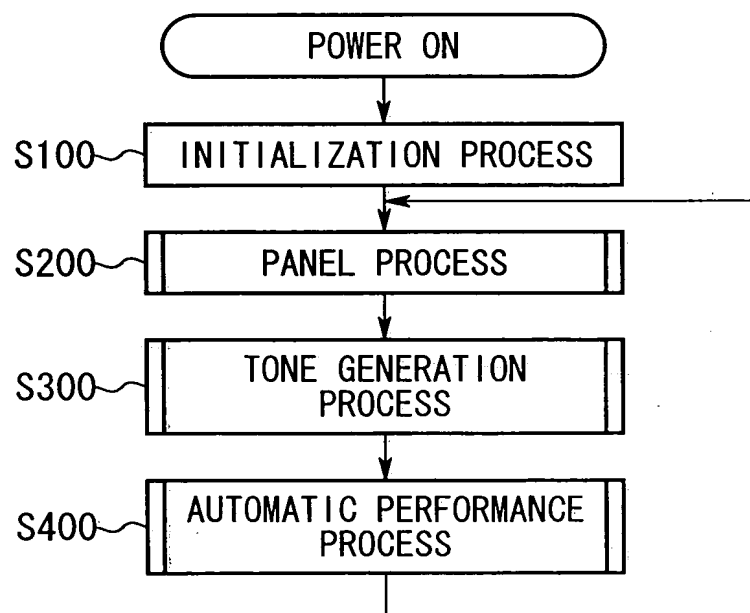 POWER ON
S100
INITIALIZATION PROCESS
S200
PANEL PROCESS
S300
TONE GENERATION
PROCESS
S400
AUTOMATIC PERFORMANCE
PROCESS